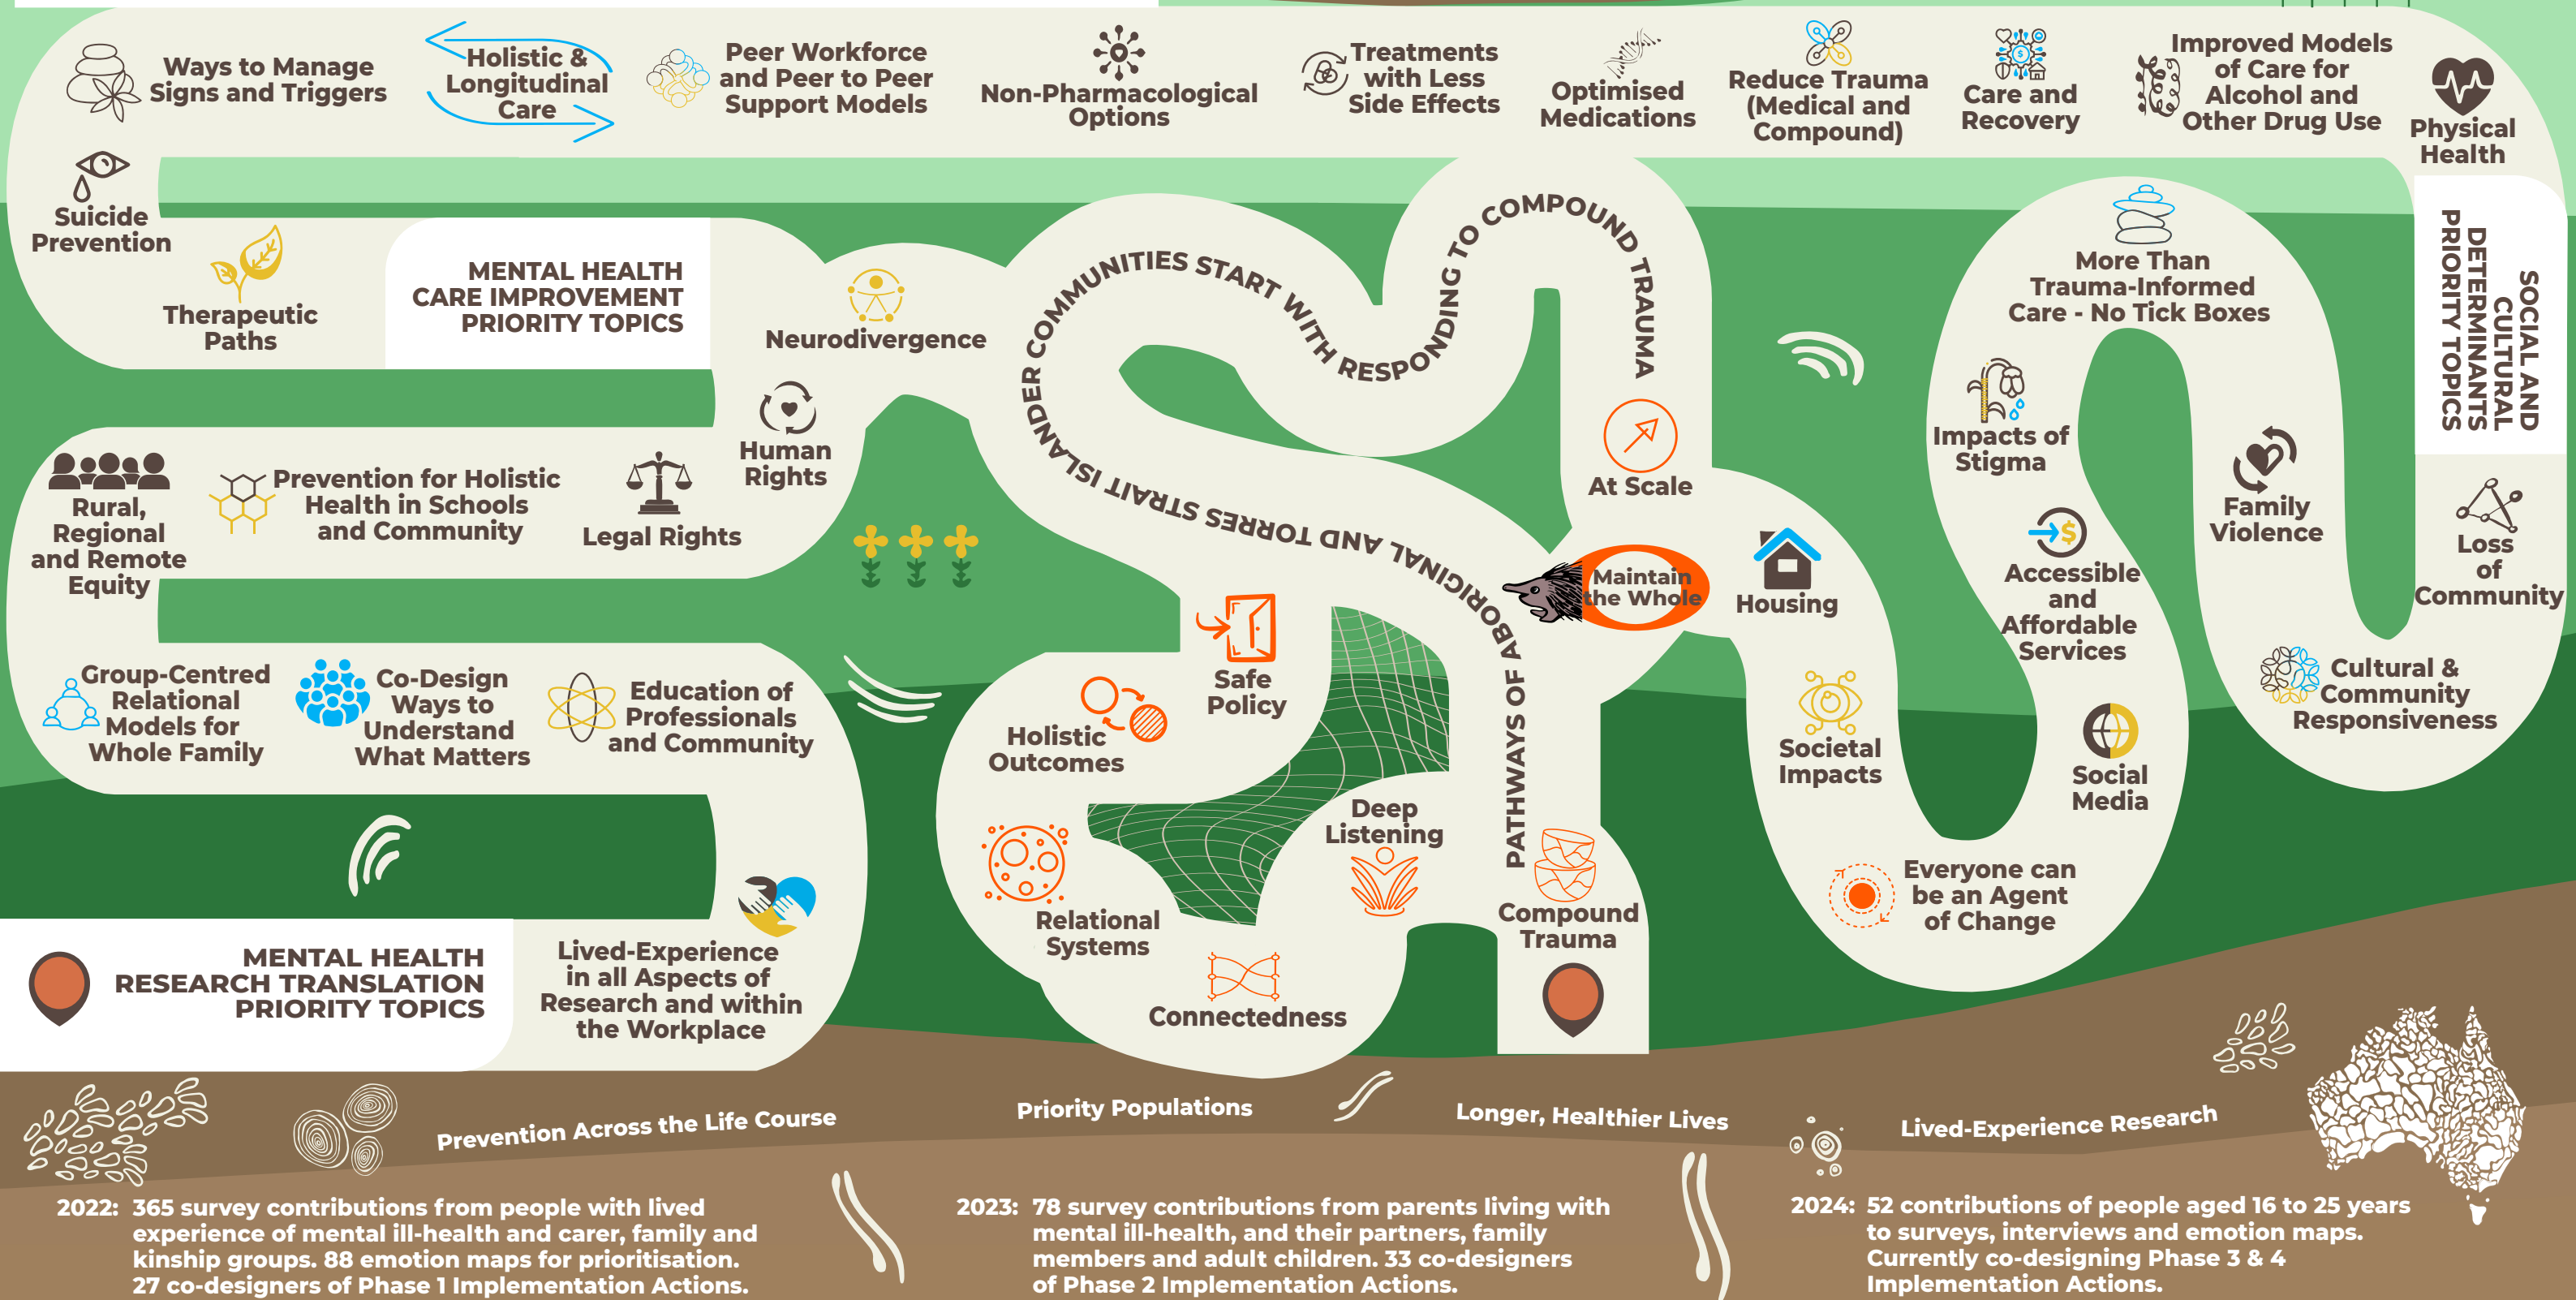 Ways to Manage
Signs and Triggers
Holistic &
Longitudinal
Care
Peer Workforce
and Peer to Peer
Support Models
Non-Pharmacological
Options
Treatments
with Less
Side Effects
Optimised
Medications
Reduce Trauma
(Medical and
Compound)
Care and
Recovery
Improved Models
of Care for
Alcohol and
Other Drug Use
Physical
Health
Suicide
Prevention
Therapeutic
Paths
MENTAL HEALTH
CARE IMPROVEMENT
PRIORITY TOPICS
Neurodivergence
Human
Rights
Legal Rights
Prevention for Holistic
Health in Schools
and Community
Rural,
Regional
and Remote
Equity
Group-Centred
Relational
Models for
Whole Family
Co-Design
Ways to
Understand
What Matters
Education of
Professionals
and Community
Lived-Experience
in all Aspects of
Research and within
the Workplace
MENTAL HEALTH
RESEARCH TRANSLATION
PRIORITY TOPICS
PATHWAYS OF ABORIGINAL AND TORRES STRAIT ISLANDER COMMUNITIES START WITH RESPONDING TO COMPOUND TRAUMA
At Scale
Maintain
the Whole
Safe
Policy
Holistic
Outcomes
Relational
Systems
Connectedness
Deep
Listening
Compound
Trauma
Housing
Societal
Impacts
Everyone can
be an Agent
of Change
Social
Media
Accessible
and
Affordable
Services
Impacts of
Stigma
More Than
Trauma-Informed
Care - No Tick Boxes
Family
Violence
Cultural &
Community
Responsiveness
Loss
of
Community
SOCIAL AND
CULTURAL
DETERMINANTS
PRIORITY TOPICS
Prevention Across the Life Course
Priority Populations
Longer, Healthier Lives
Lived-Experience Research
2022: 365 survey contributions from people with lived
experience of mental ill-health and carer, family and
kinship groups. 88 emotion maps for prioritisation.
27 co-designers of Phase 1 Implementation Actions.
2023: 78 survey contributions from parents living with
mental ill-health, and their partners, family
members and adult children. 33 co-designers
of Phase 2 Implementation Actions.
2024: 52 contributions of people aged 16 to 25 years
to surveys, interviews and emotion maps.
Currently co-designing Phase 3 & 4
Implementation Actions.